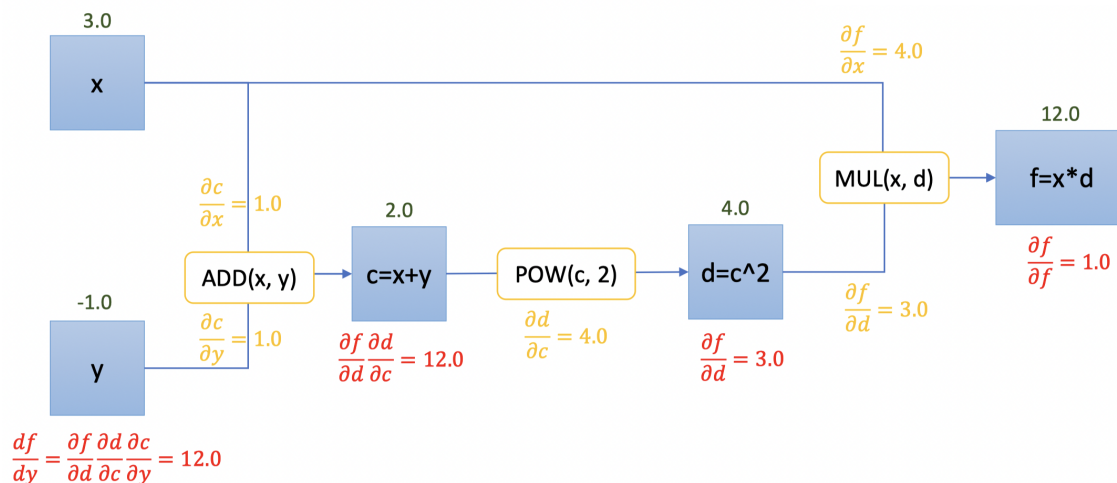 3.0
x
∂f/∂x = 4.0
12.0
MUL(x, d)
f=x*d
∂f/∂f = 1.0
∂c/∂x = 1.0
2.0
4.0
ADD(x, y)
c=x+y
POW(c, 2)
d=c^2
∂f/∂d = 3.0
-1.0
∂c/∂y = 1.0
∂f/∂d ∂d/∂c = 12.0
∂d/∂c = 4.0
∂f/∂d = 3.0
y
df/dy = ∂f/∂d ∂d/∂c ∂c/∂y = 12.0